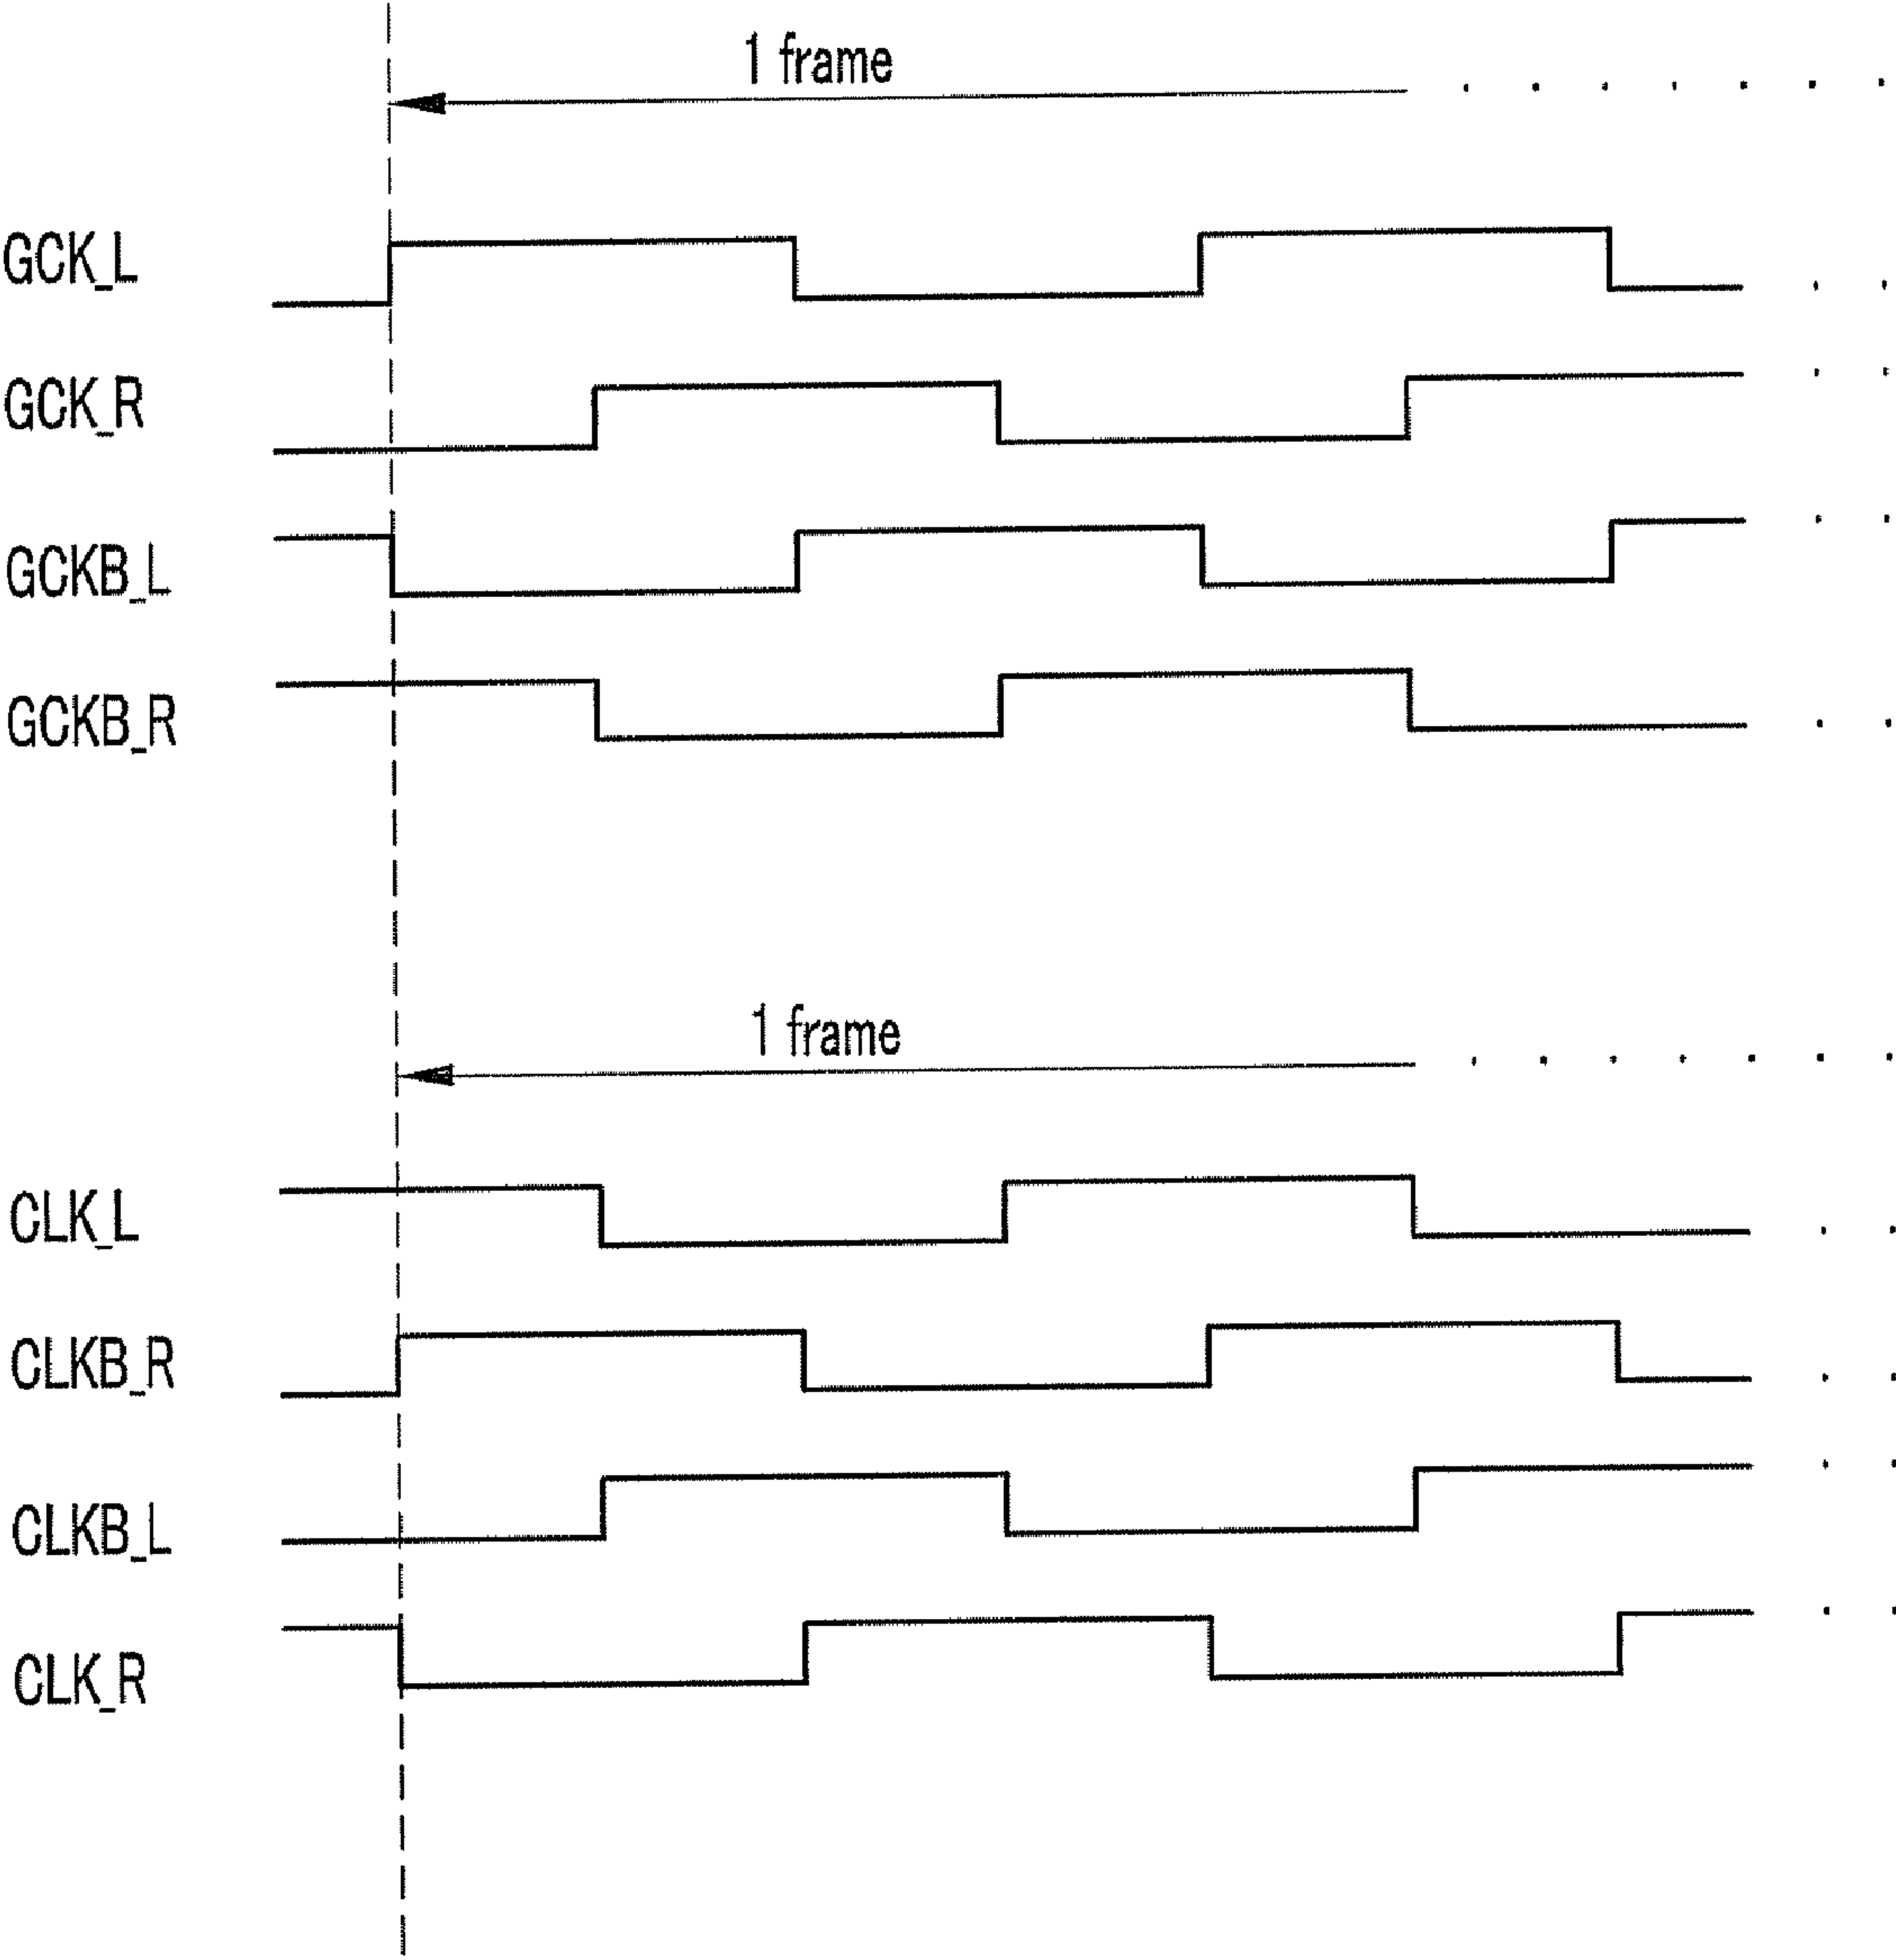 1 frame
GCK_L
GCK_R
GCKB_L
GCKB_R
1 frame
CLK_L
CLKB_R
CLKB_L
CLK_R